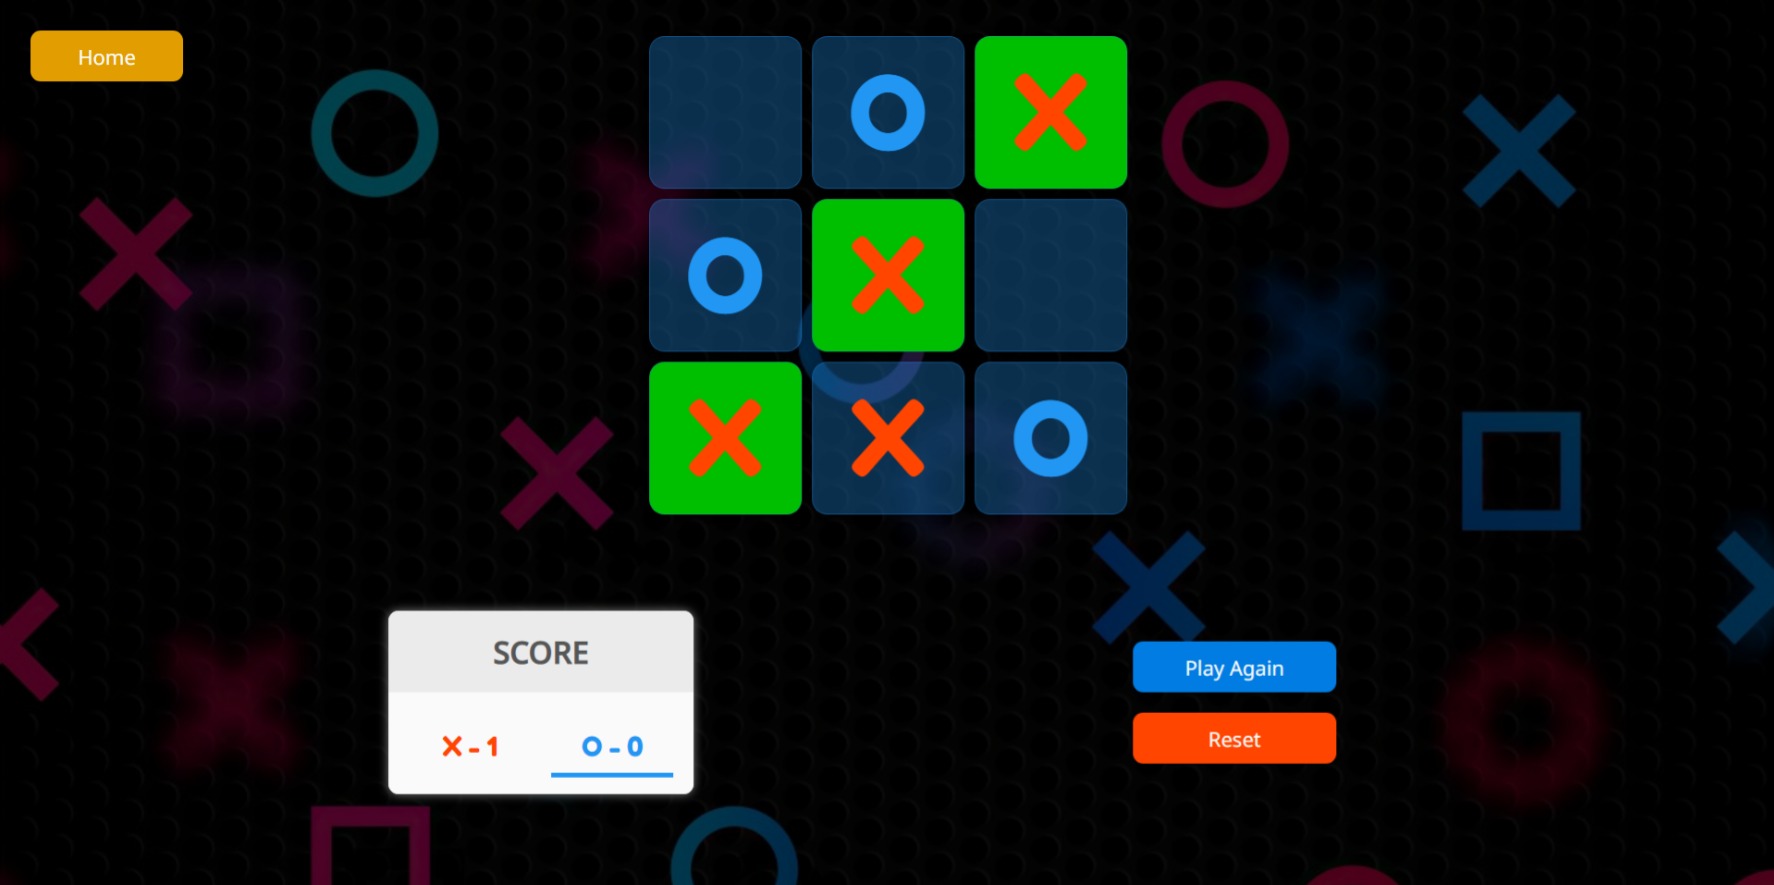 Home
O X
O X
X X O
SCORE
X - 1 O - 0
Play Again
Reset